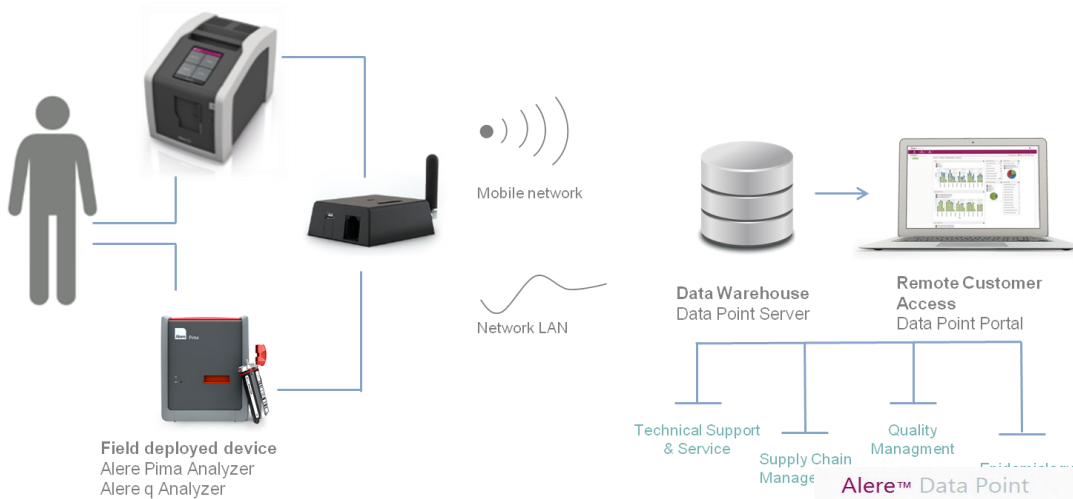 Mobile network
Network LAN
Data Warehouse
Data Point Server
Remote Customer
Access
Data Point Portal
Field deployed device
Alere Pima Analyzer
Alere q Analyzer
Technical Support
& Service
Supply Chain
Quality
Managment
Alere™ Data Point